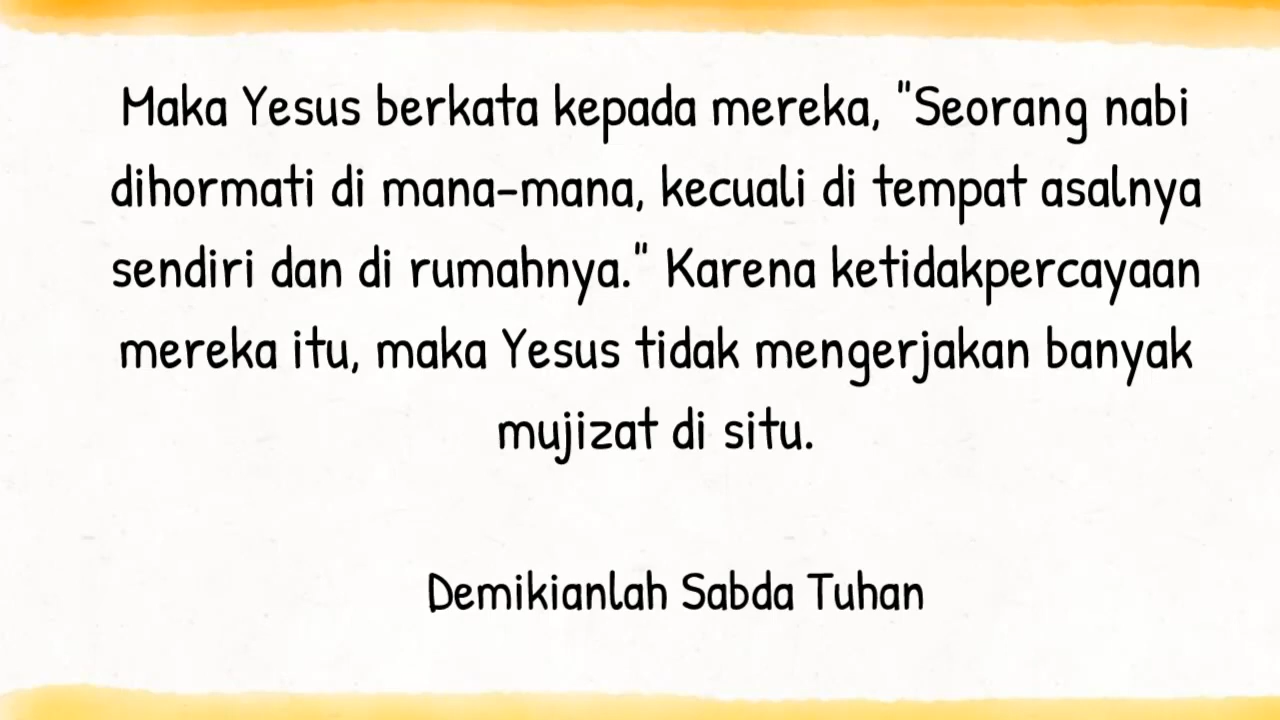 Maka Yesus berkata kepada mereka, "Seorang nabi
dihormati di mana-mana, kecuali di tempat asalnya
sendiri dan di rumahnya." Karena ketidakpercayaan
mereka itu, maka Yesus tidak mengerjakan banyak
mujizat di situ.
Demikianlah Sabda Tuhan